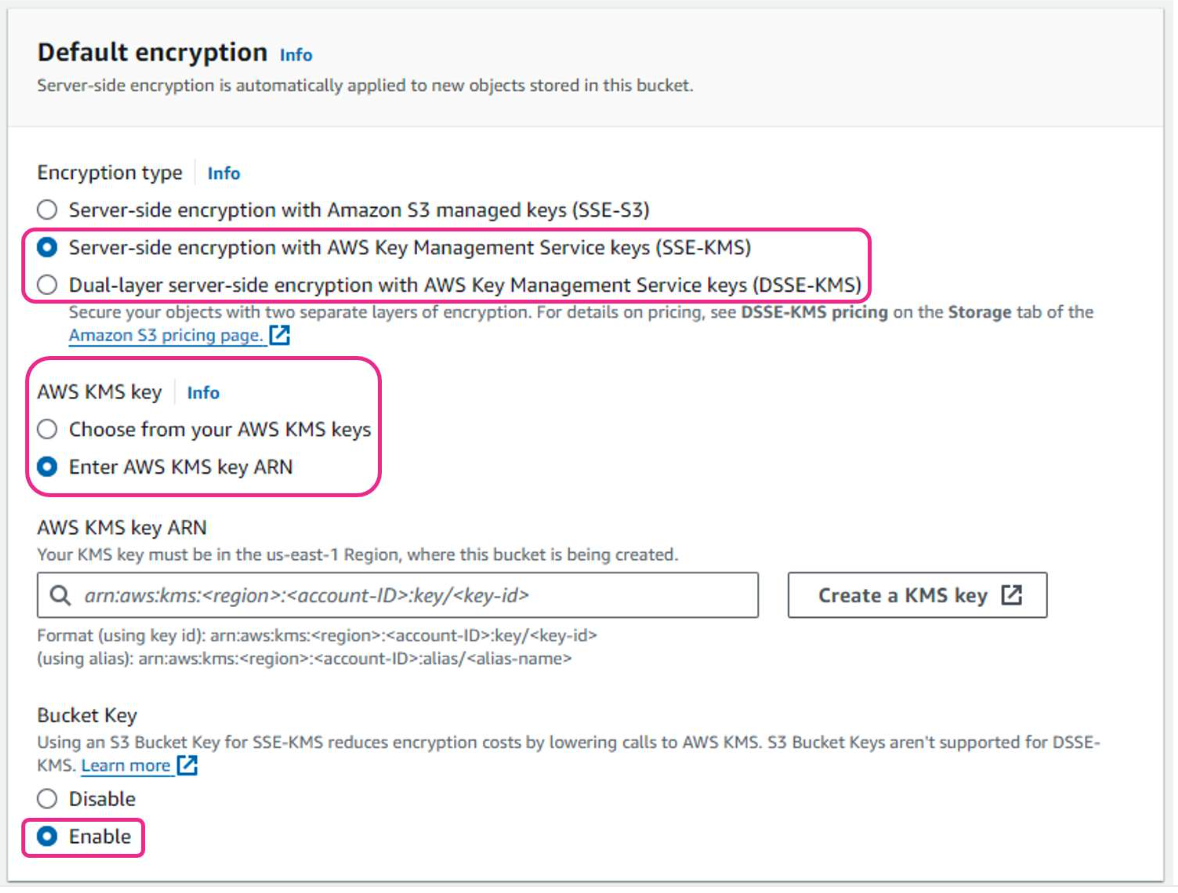 Default encryption Info
Server-side encryption is automatically applied to new objects stored in this bucket.
Encryption type Info
Server-side encryption with Amazon S3 managed keys (SSE-S3)
Server-side encryption with AWS Key Management Service keys (SSE-KMS)
Dual-layer server-side encryption with AWS Key Management Service keys (DSSE-KMS)
Secure your objects with two separate layers of encryption. For details on pricing, see DSSE-KMS pricing on the Storage tab of the
Amazon S3 pricing page.
AWS KMS key Info
Choose from your AWS KMS keys
Enter AWS KMS key ARN
AWS KMS key ARN
Your KMS key must be in the us-east-1 Region, where this bucket is being created.
arn:aws:kms:<region>:<account-ID>:key/<key-id> Create a KMS key
Format (using key id): arn:aws:kms:<region>:<account-ID>:key/<key-id>
(using alias): arn:aws:kms:<region>:<account-ID>:alias/<alias-name>
Bucket Key
Using an S3 Bucket Key for SSE-KMS reduces encryption costs by lowering calls to AWS KMS. S3 Bucket Keys aren't supported for DSSE-
KMS. Learn more
Disable
Enable